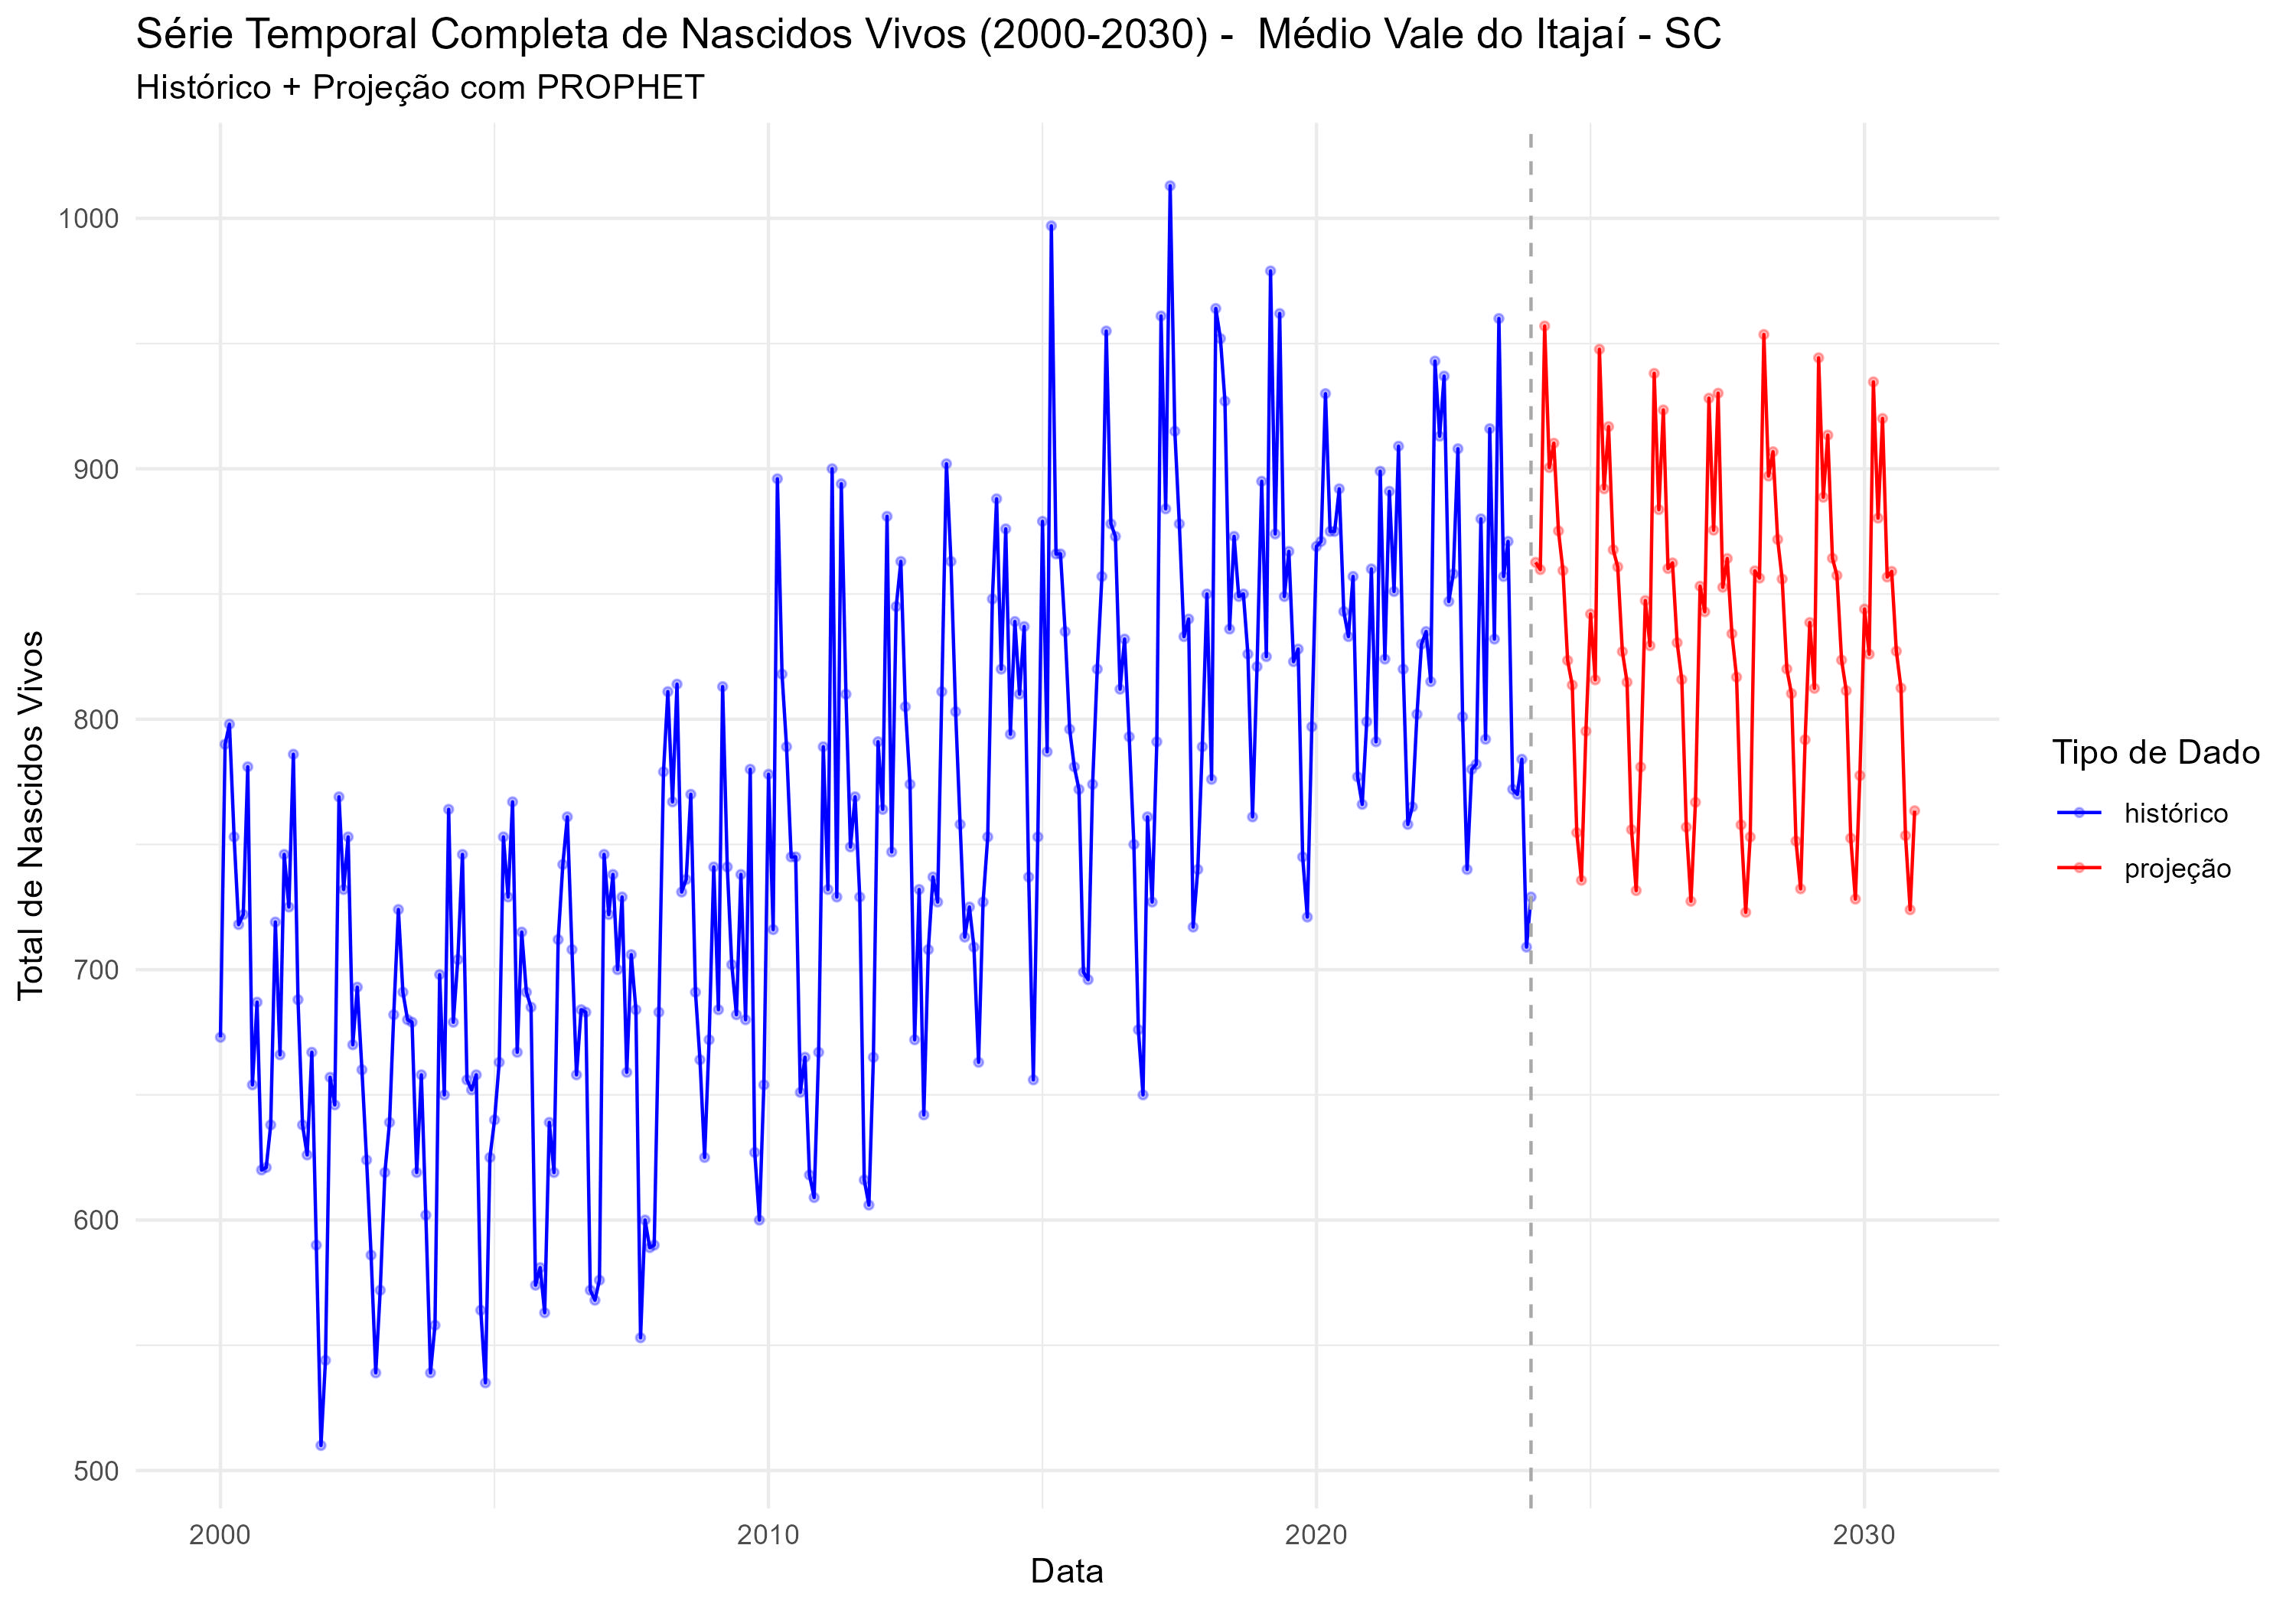 Série Temporal Completa de Nascidos Vivos (2000-2030) -  Médio Vale do Itajaí - SC
Histórico + Projeção com PROPHET
Total de Nascidos Vivos
1000
900
800
700
600
500
2000
2010
2020
2030
Data
Tipo de Dado
histórico
projeção